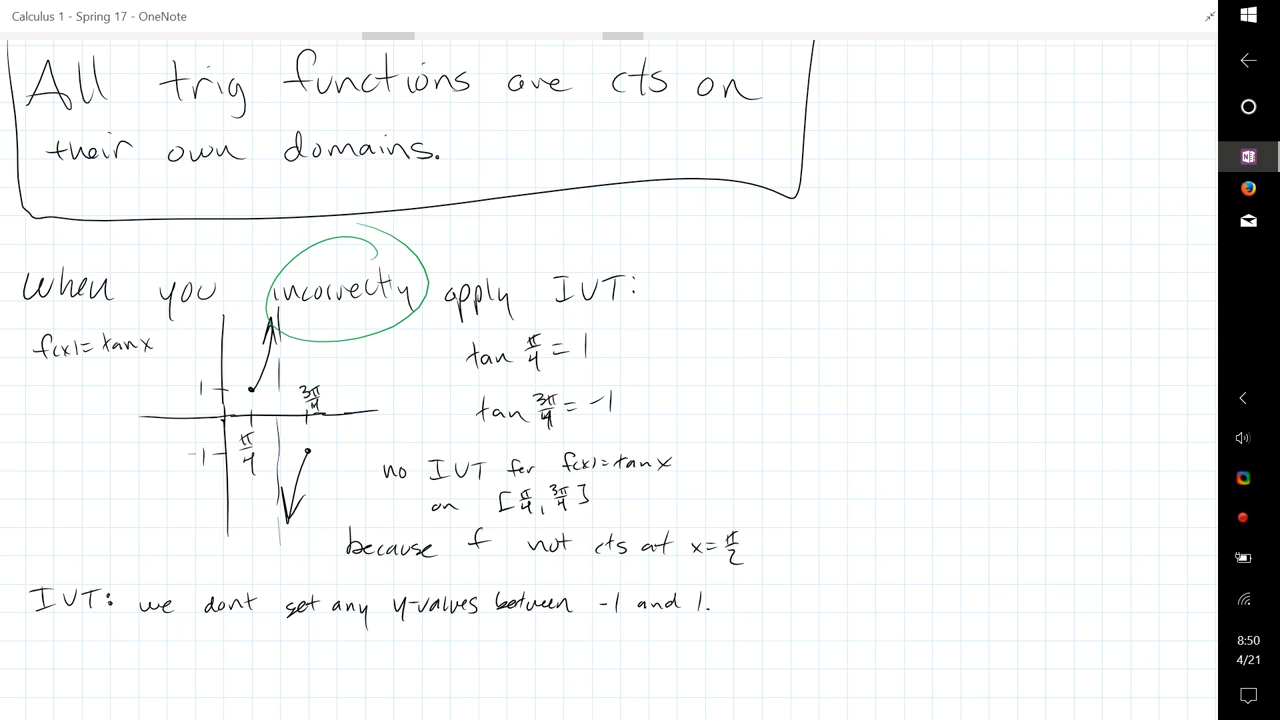 Calculus 1 - Spring 17 - OneNote
All trig functions are cts on
their own domains.
When you incorrectly apply IVT:
f(x)=tanx
tan π/4 = 1
1
3π/4
tan 3π/4 = -1
-1
π/4
no IVT for f(x)=tanx
on [π/4, 3π/4]
because f not cts at x=π/2
IVT: we dont get any y-values between -1 and 1.
8:50
4/21